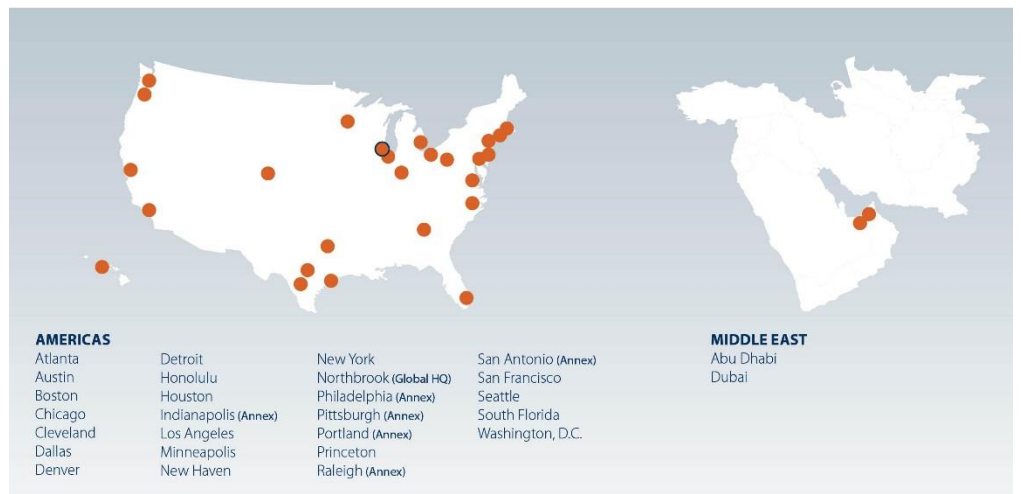 AMERICAS
Atlanta
Austin
Boston
Chicago
Cleveland
Dallas
Denver
Detroit
Honolulu
Houston
Indianapolis (Annex)
Los Angeles
Minneapolis
New Haven
New York
Northbrook (Global HQ)
Philadelphia (Annex)
Pittsburgh (Annex)
Portland (Annex)
Princeton
Raleigh (Annex)
San Antonio (Annex)
San Francisco
Seattle
South Florida
Washington, D.C.
MIDDLE EAST
Abu Dhabi
Dubai